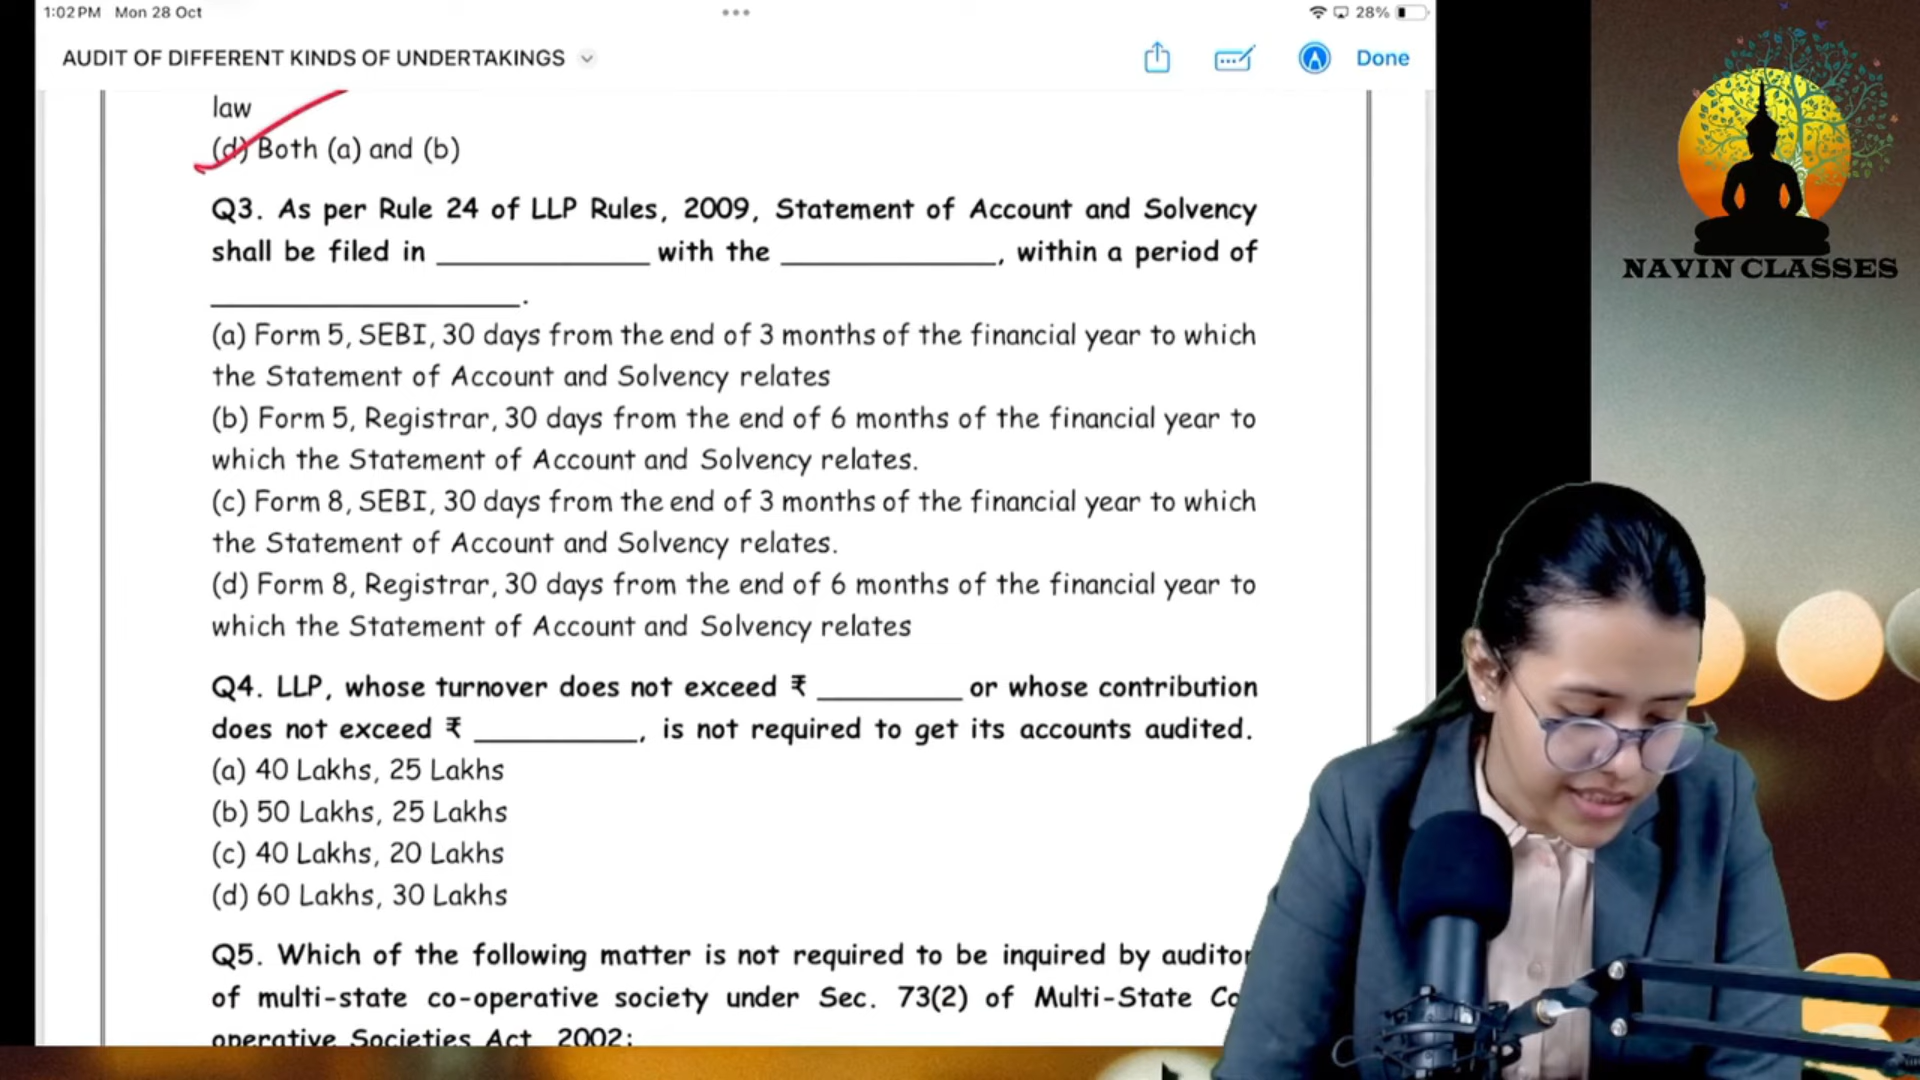 1:02 PM Mon 28 Oct
28%
AUDIT OF DIFFERENT KINDS OF UNDERTAKINGS
Done
law
(d) Both (a) and (b)
Q3. As per Rule 24 of LLP Rules, 2009, Statement of Account and Solvency
shall be filed in ______________ with the ______________, within a period of
____________________.
(a) Form 5, SEBI, 30 days from the end of 3 months of the financial year to which
the Statement of Account and Solvency relates
(b) Form 5, Registrar, 30 days from the end of 6 months of the financial year to
which the Statement of Account and Solvency relates.
(c) Form 8, SEBI, 30 days from the end of 3 months of the financial year to which
the Statement of Account and Solvency relates.
(d) Form 8, Registrar, 30 days from the end of 6 months of the financial year to
which the Statement of Account and Solvency relates
Q4. LLP, whose turnover does not exceed ₹ _________ or whose contribution
does not exceed ₹ __________, is not required to get its accounts audited.
(a) 40 Lakhs, 25 Lakhs
(b) 50 Lakhs, 25 Lakhs
(c) 40 Lakhs, 20 Lakhs
(d) 60 Lakhs, 30 Lakhs
Q5. Which of the following matter is not required to be inquired by auditor
of multi-state co-operative society under Sec. 73(2) of Multi-State Co
operative Societies Act, 2002:
NAVIN CLASSES